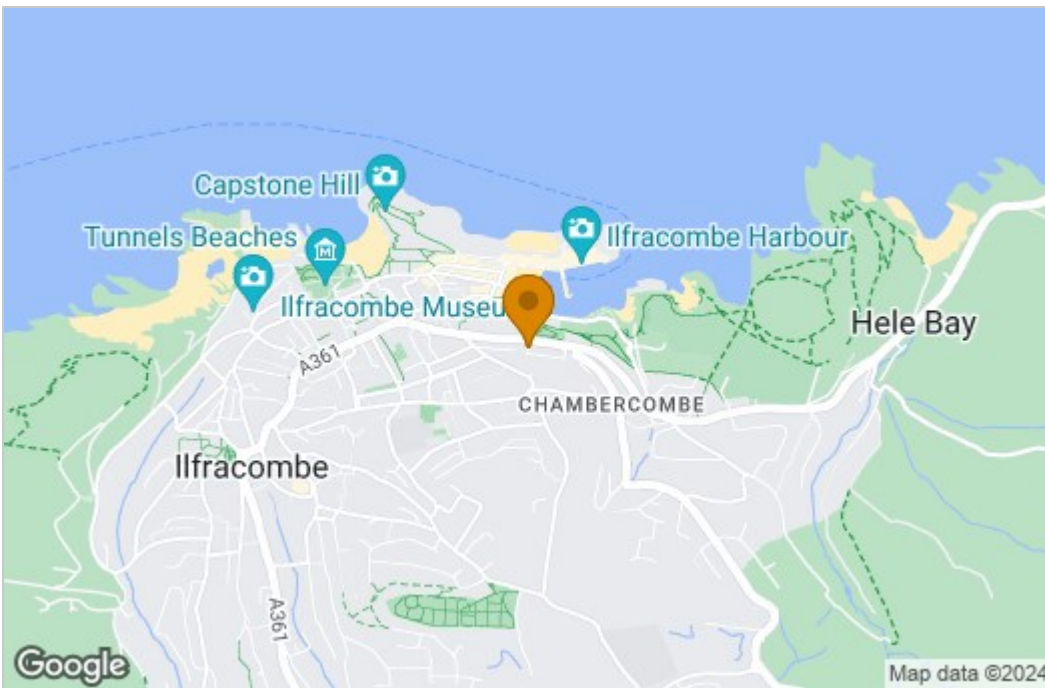 Capstone Hill
Tunnels Beaches
Ilfracombe Harbour
Ilfracombe Museu
Hele Bay
A361
CHAMBERCOMBE
Ilfracombe
A361
Google
Map data ©2024